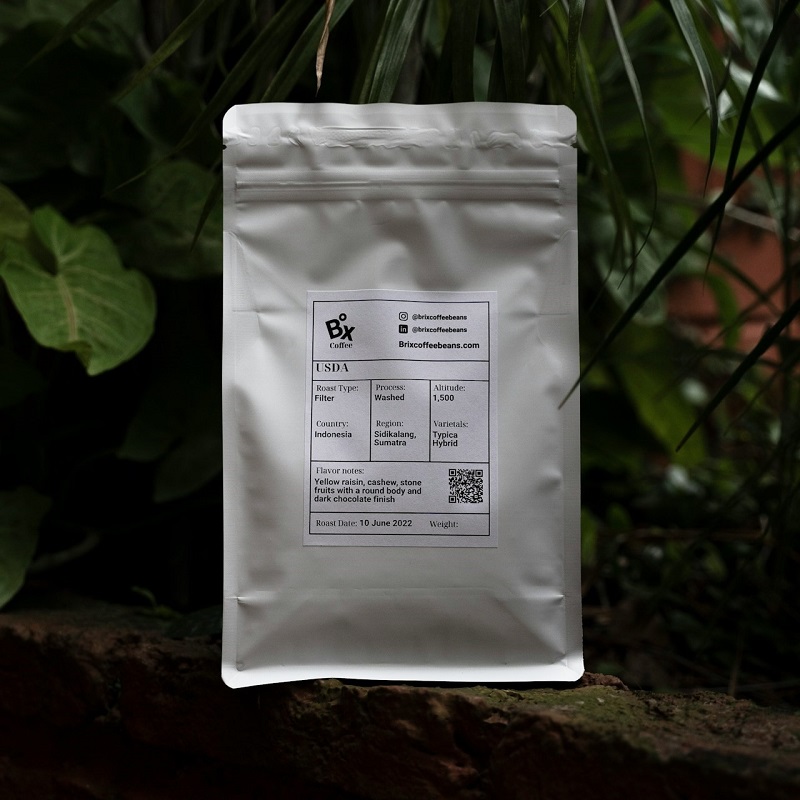 B°x
Coffee
@brixcoffeebeans
@brixcoffeebeans
Brixcoffeebeans.com
USDA
Roast Type:
Filter
Process:
Washed
Altitude:
1,500
Country:
Indonesia
Region:
Sidikalang,
Sumatra
Varietals:
Typica
Hybrid
Flavor notes:
Yellow raisin, cashew, stone
fruits with a round body and
dark chocolate finish
Roast Date: 10 June 2022
Weight: